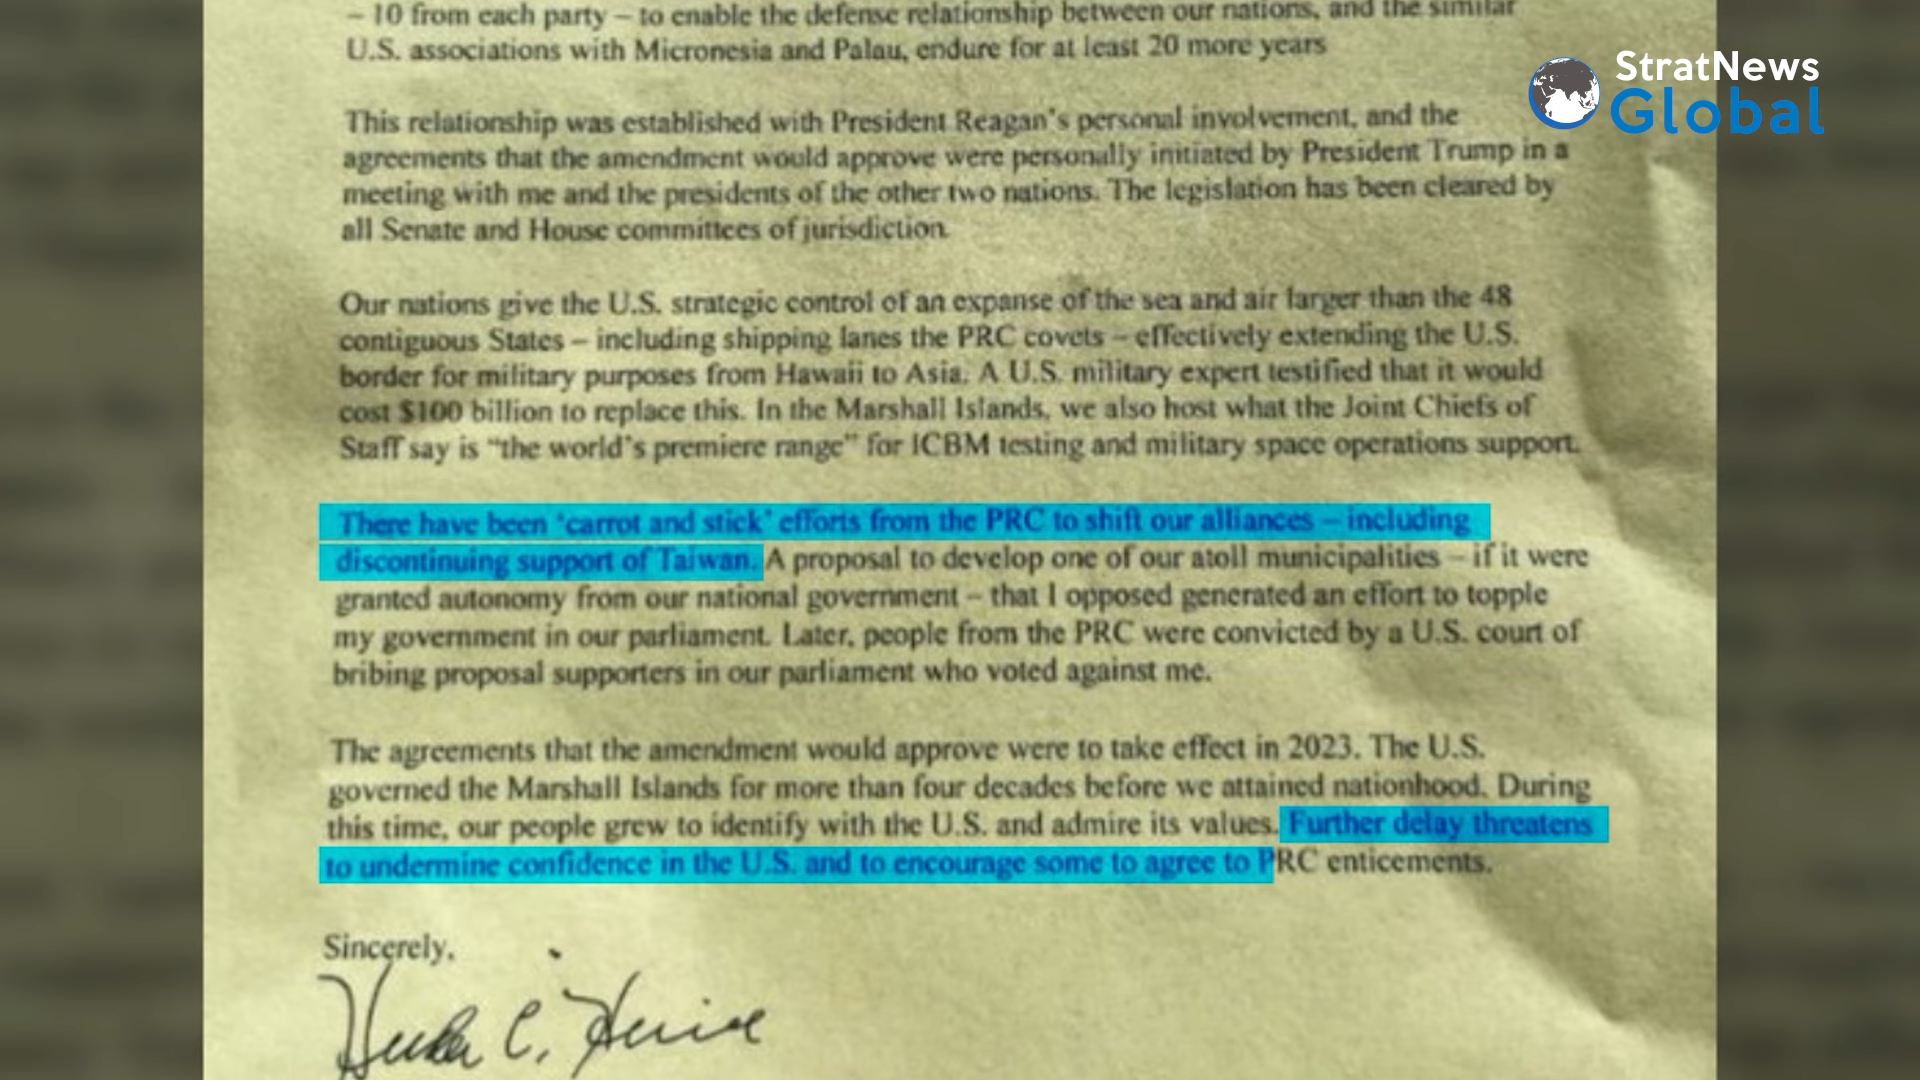 – 10 from each party – to enable the defense relationship between our nations, and the similar
U.S. associations with Micronesia and Palau, endure for at least 20 more years
StratNews
Global
This relationship was established with President Reagan's personal involvement, and the
agreements that the amendment would approve were personally initiated by President Trump in a
meeting with me and the presidents of the other two nations. The legislation has been cleared by
all Senate and House committees of jurisdiction.
Our nations give the U.S. strategic control of an expanse of the sea and air larger than the 48
contiguous States – including shipping lanes the PRC covets – effectively extending the U.S.
border for military purposes from Hawaii to Asia. A U.S. military expert testified that it would
cost $100 billion to replace this. In the Marshall Islands, we also host what the Joint Chiefs of
Staff say is “the world's premiere range” for ICBM testing and military space operations support.
There have been ‘carrot and stick’ efforts from the PRC to shift our alliances – including
discontinuing support of Taiwan. A proposal to develop one of our atoll municipalities – if it were
granted autonomy from our national government – that I opposed generated an effort to topple
my government in our parliament. Later, people from the PRC were convicted by a U.S. court of
bribing proposal supporters in our parliament who voted against me.
The agreements that the amendment would approve were to take effect in 2023. The U.S.
governed the Marshall Islands for more than four decades before we attained nationhood. During
this time, our people grew to identify with the U.S. and admire its values. Further delay threatens
to undermine confidence in the U.S. and to encourage some to agree to PRC enticements.
Sincerely,